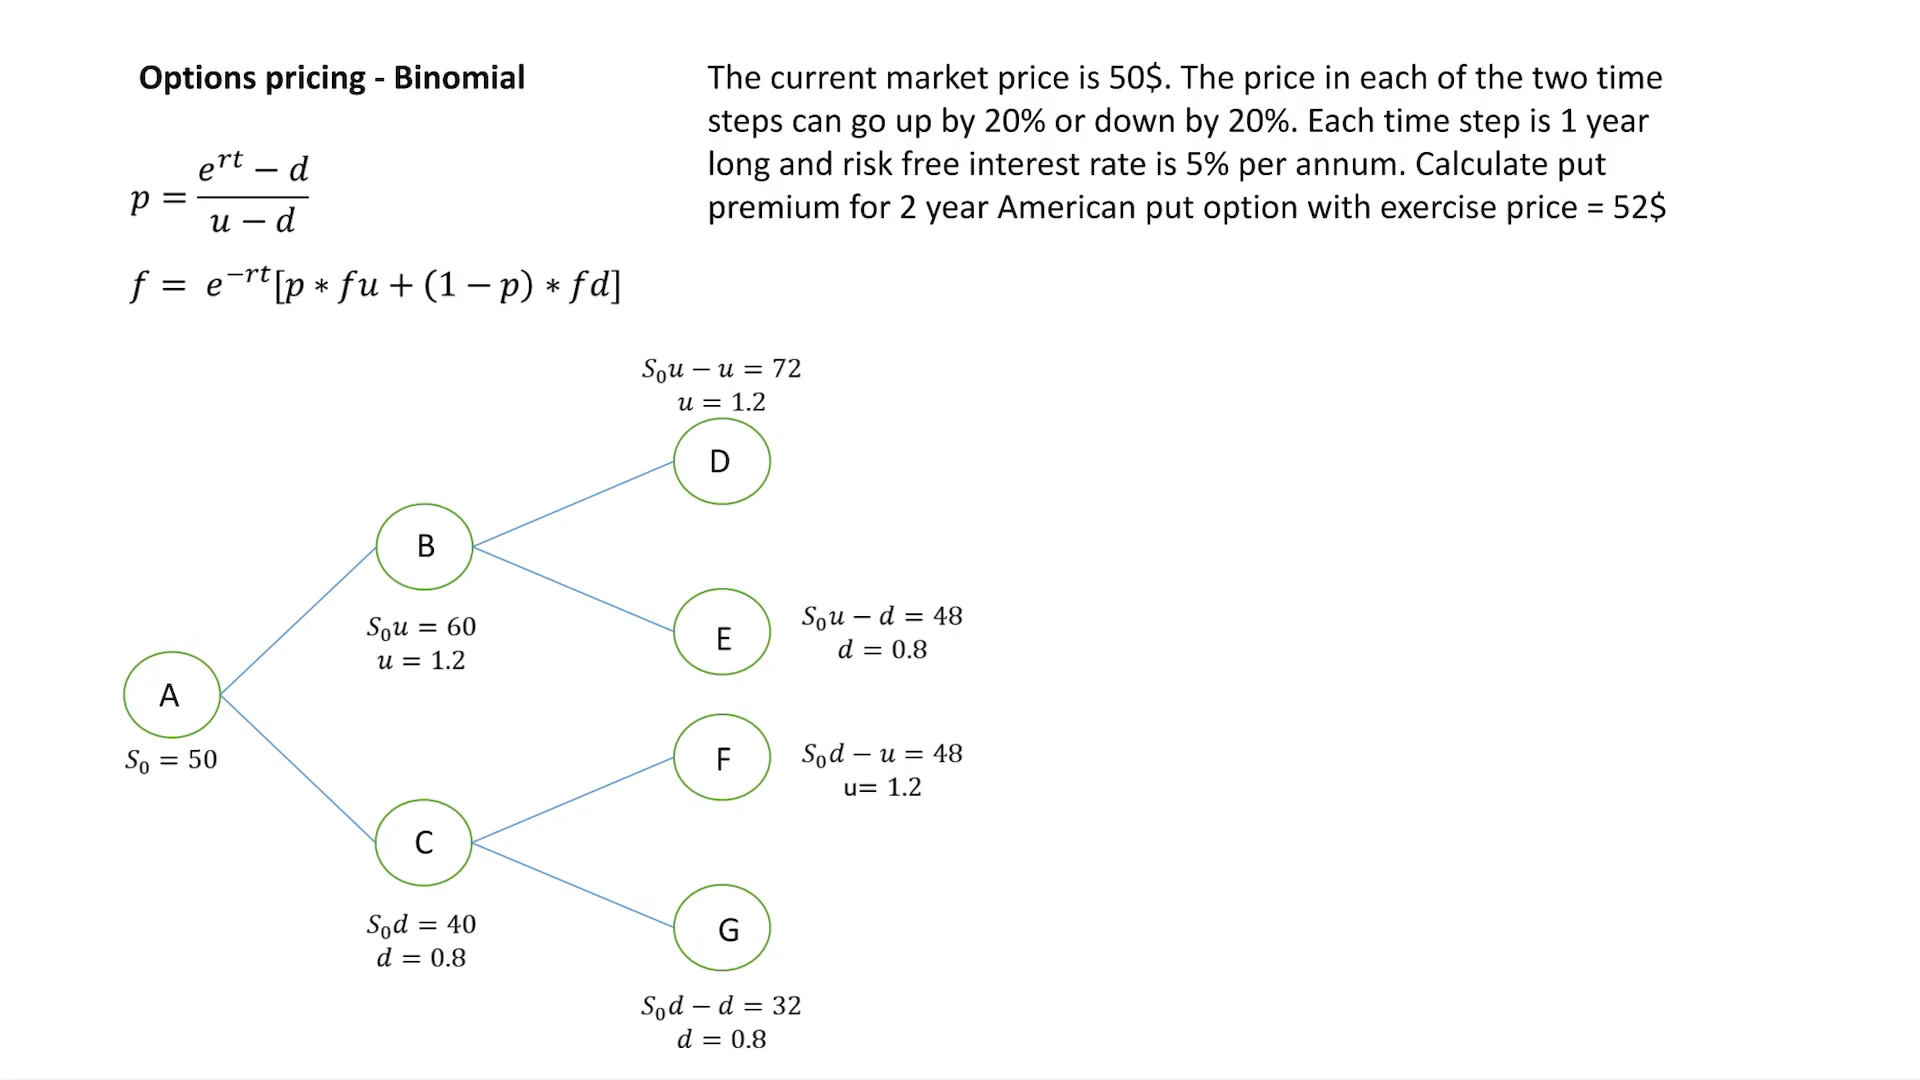 Options pricing - Binomial
The current market price is 50$. The price in each of the two time
steps can go up by 20% or down by 20%. Each time step is 1 year
long and risk free interest rate is 5% per annum. Calculate put
premium for 2 year American put option with exercise price = 52$
p = (e^{rt} − d) / (u − d)
f = e^{−rt}[p ∗ fu + (1 − p) ∗ fd]
S₀u − u = 72
u = 1.2
D
B
S₀u = 60
u = 1.2
E
S₀u − d = 48
d = 0.8
A
S₀ = 50
F
S₀d − u = 48
u= 1.2
C
S₀d = 40
d = 0.8
G
S₀d − d = 32
d = 0.8